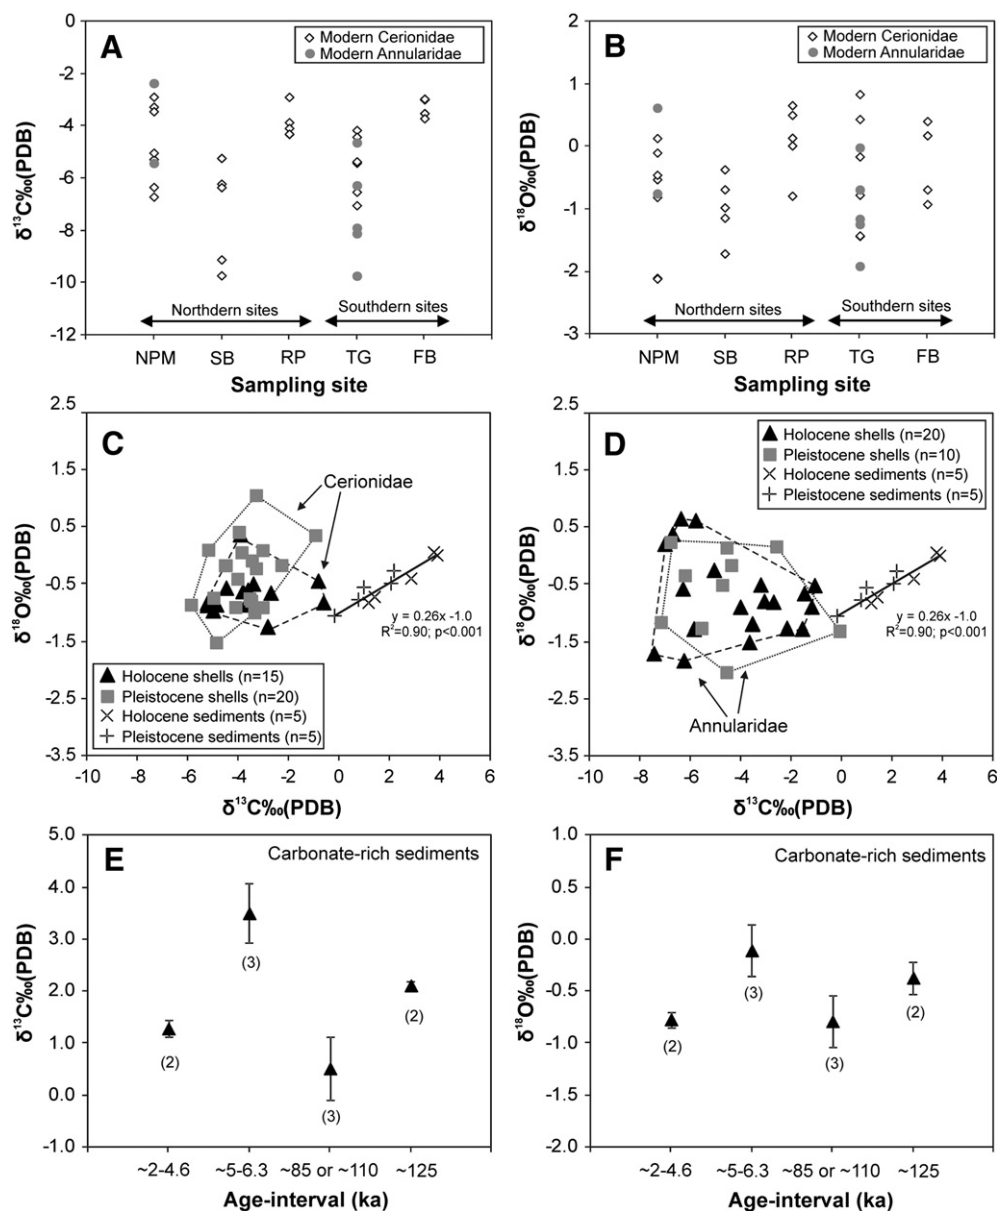 A
Modern Cerionidae
Modern Annularidae
0
-2
-4
-6
-8
-10
-12
δ13C‰(PDB)
Northdern sites
Southdern sites
NPM SB RP TG FB
Sampling site
B
Modern Cerionidae
Modern Annularidae
2
1
0
-1
-2
-3
δ18O‰(PDB)
Northdern sites
Southdern sites
NPM SB RP TG FB
Sampling site
C
2.5
1.5
0.5
-0.5
-1.5
-2.5
-3.5
δ18O‰(PDB)
Cerionidae
y = 0.26x -1.0
R2=0.90; p<0.001
Holocene shells (n=15)
Pleistocene shells (n=20)
Holocene sediments (n=5)
Pleistocene sediments (n=5)
-10 -8 -6 -4 -2 0 2 4 6
δ13C‰(PDB)
D
Holocene shells (n=20)
Pleistocene shells (n=10)
Holocene sediments (n=5)
Pleistocene sediments (n=5)
2.5
1.5
0.5
-0.5
-1.5
-2.5
-3.5
δ18O‰(PDB)
y = 0.26x -1.0
R2=0.90; p<0.001
Annularidae
-10 -8 -6 -4 -2 0 2 4 6
δ13C‰(PDB)
E
Carbonate-rich sediments
5.0
4.0
3.0
2.0
1.0
0.0
-1.0
δ13C‰(PDB)
(2)
(3)
(3)
(2)
~2-4.6 ~5-6.3 ~85 or ~110 ~125
Age-interval (ka)
F
Carbonate-rich sediments
1.0
0.5
0.0
-0.5
-1.0
-1.5
-2.0
δ18O‰(PDB)
(2)
(3)
(3)
(2)
~2-4.6 ~5-6.3 ~85 or ~110 ~125
Age-interval (ka)